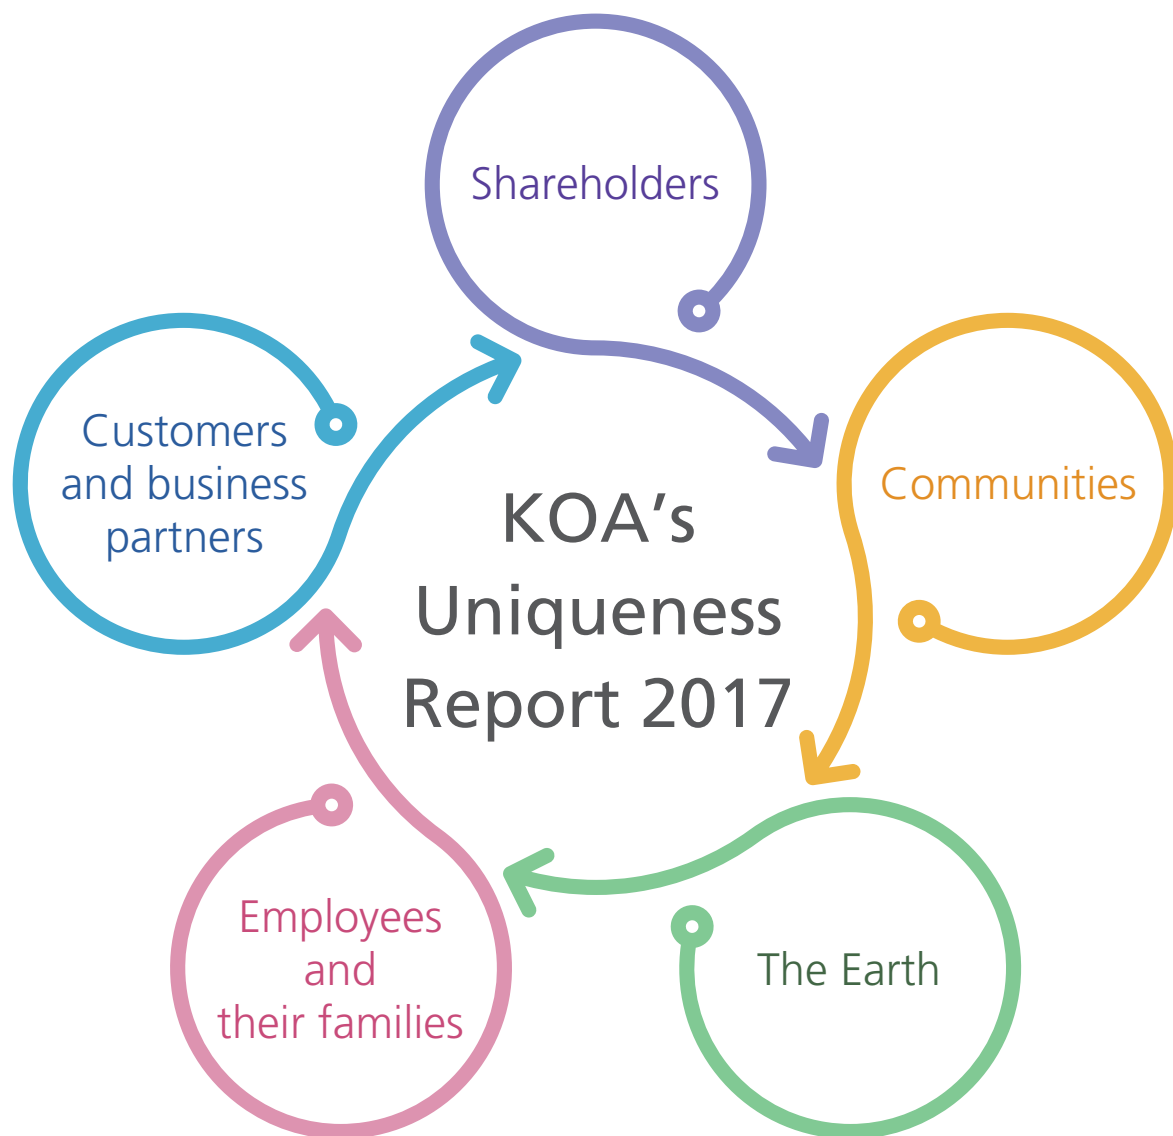 Shareholders
Communities
Customers
and business
partners
KOA's
Uniqueness
Report 2017
The Earth
Employees
and
their families